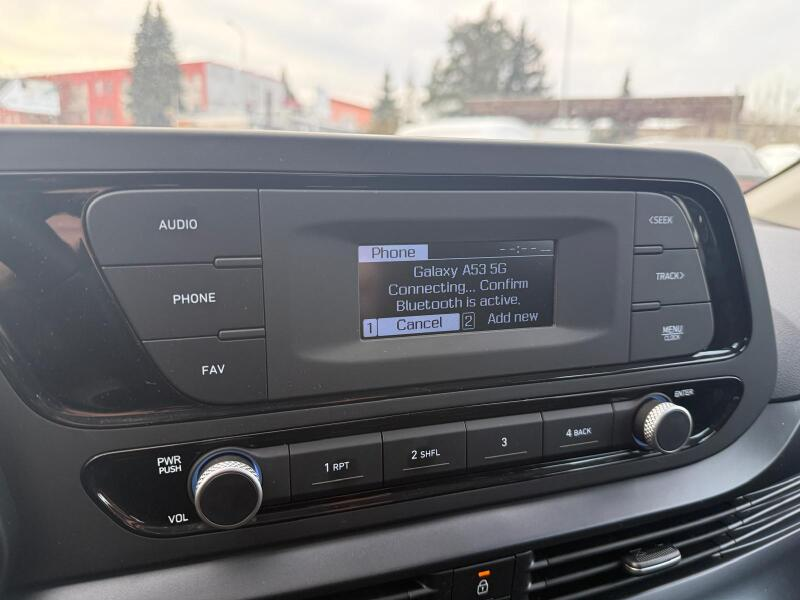 AUDIO
PHONE
FAV
Phone
--:--
Galaxy A53 5G
Connecting... Confirm
Bluetooth is active.
1 Cancel 2 Add new
<SEEK
TRACK>
MENU
CLOCK
PWR
PUSH
VOL
1 RPT
2 SHFL
3
4 BACK
ENTER